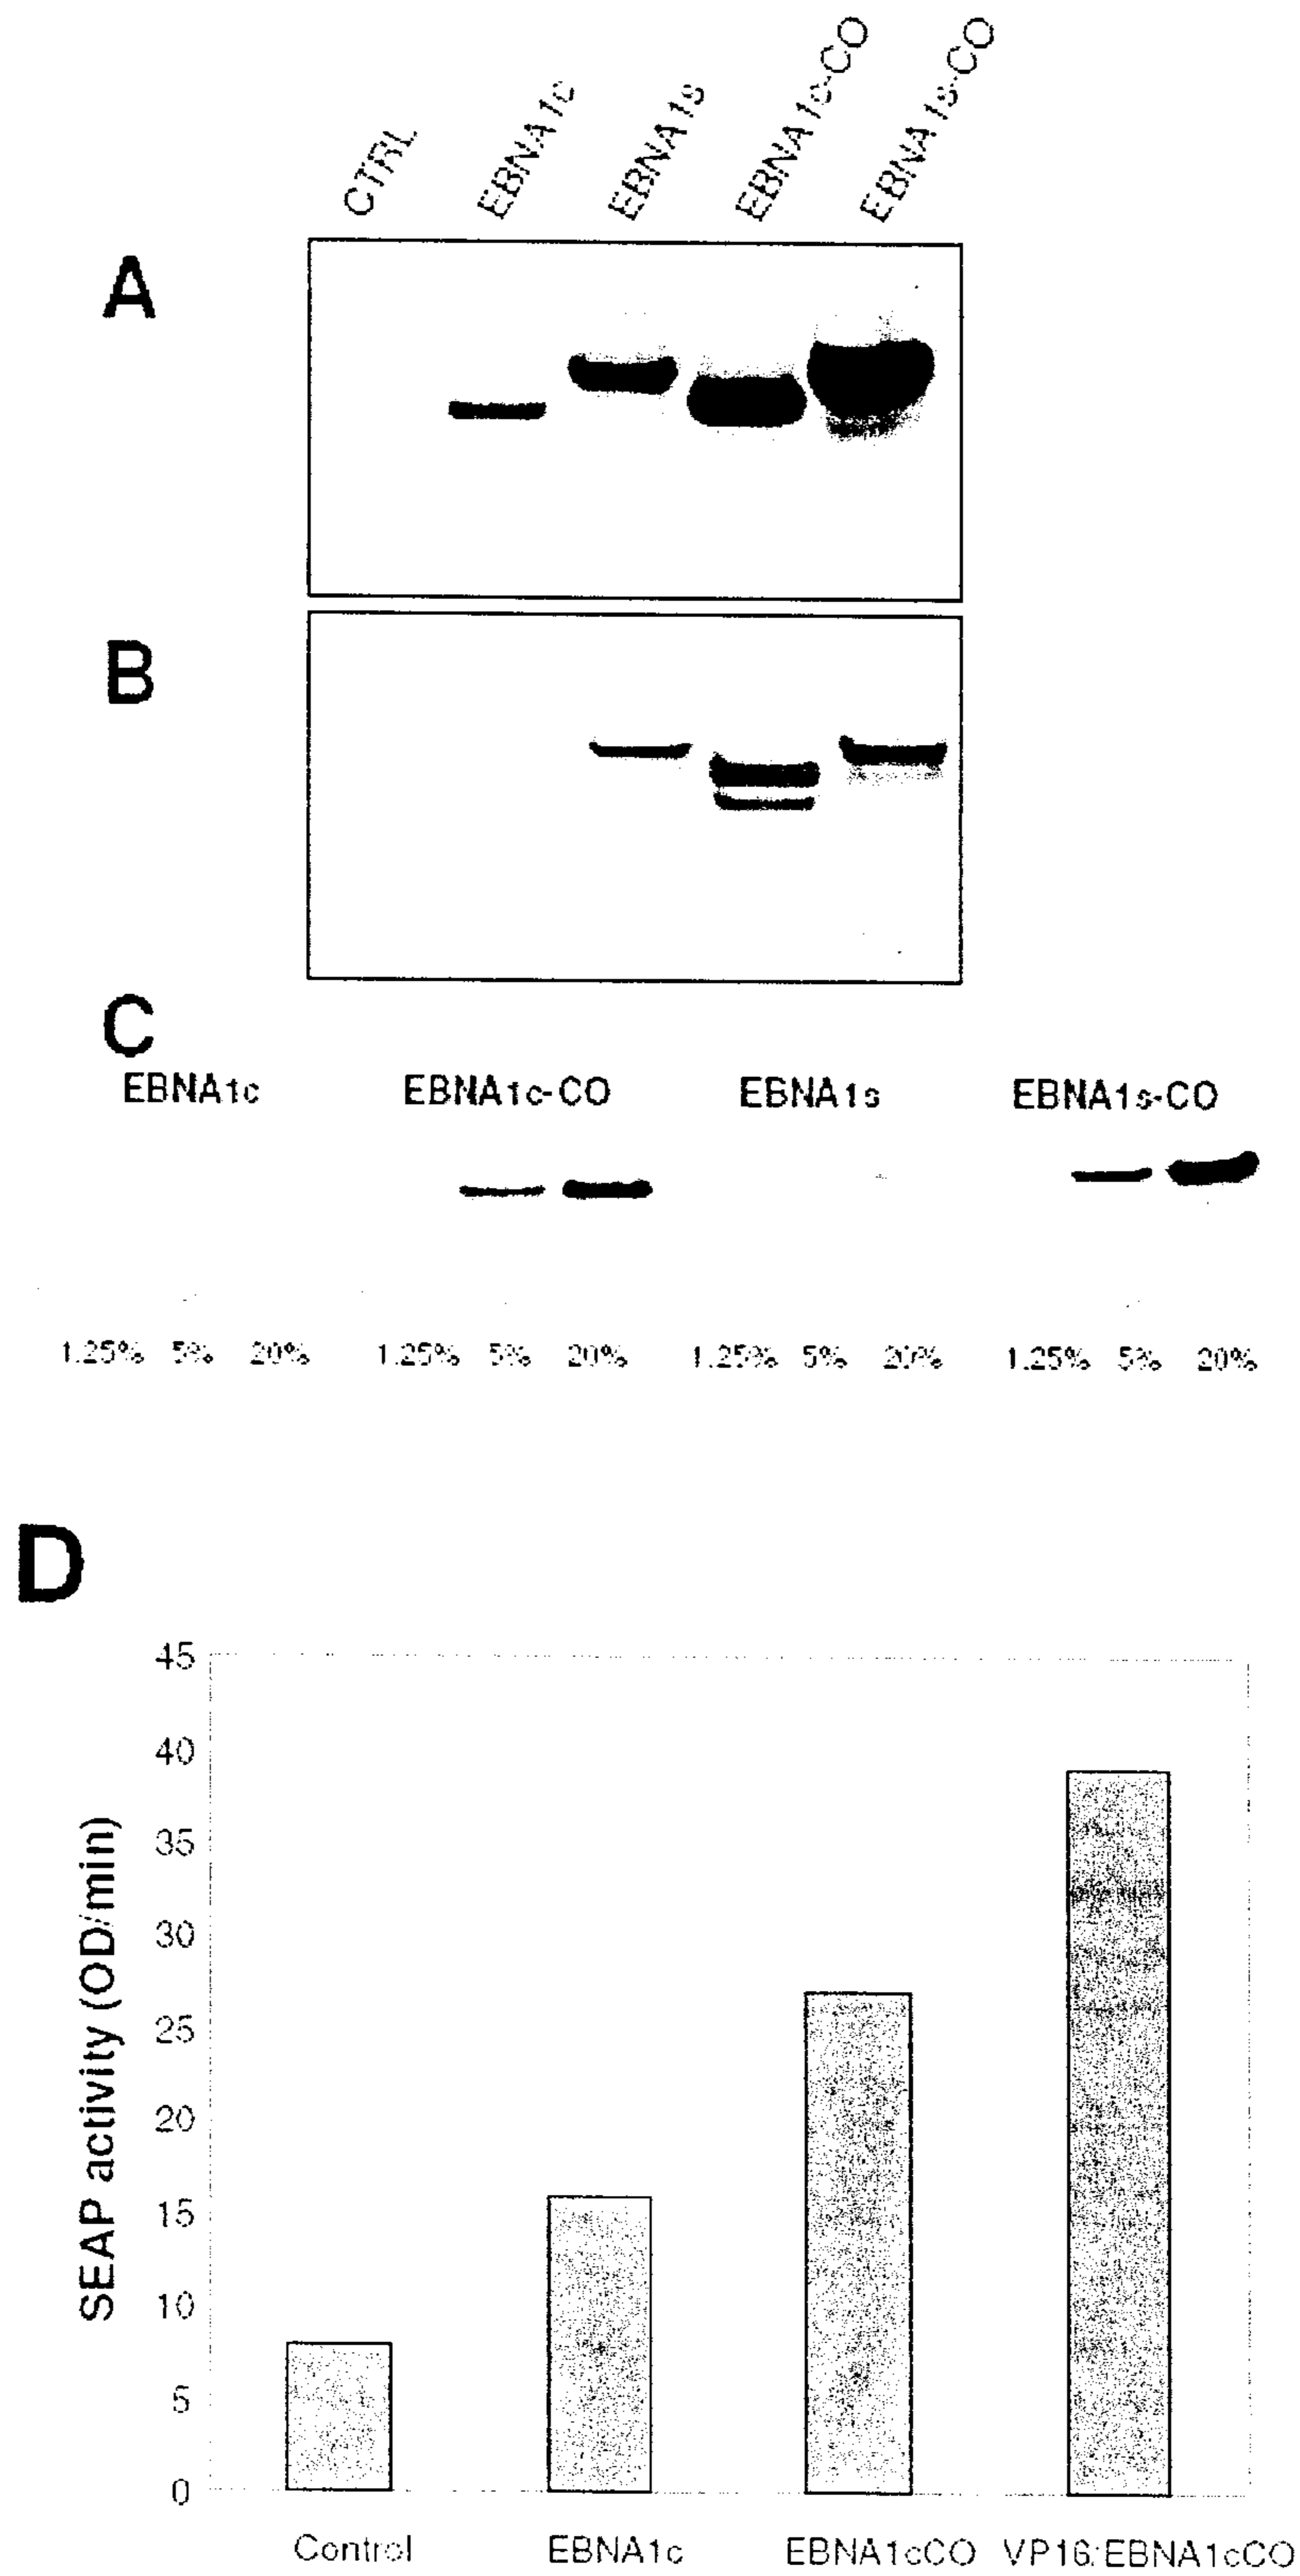 CTRL EBNA1c EBNA1s EBNA1c-CO EBNA1s-CO
A
B
C
EBNA1c EBNA1c-CO EBNA1s EBNA1s-CO
1.25% 5% 20% 1.25% 5% 20% 1.25% 5% 20% 1.25% 5% 20%
D
SEAP activity (OD/min)
45
40
35
30
25
20
15
10
5
0
Control EBNA1c EBNA1cCO VP16:EBNA1cCO